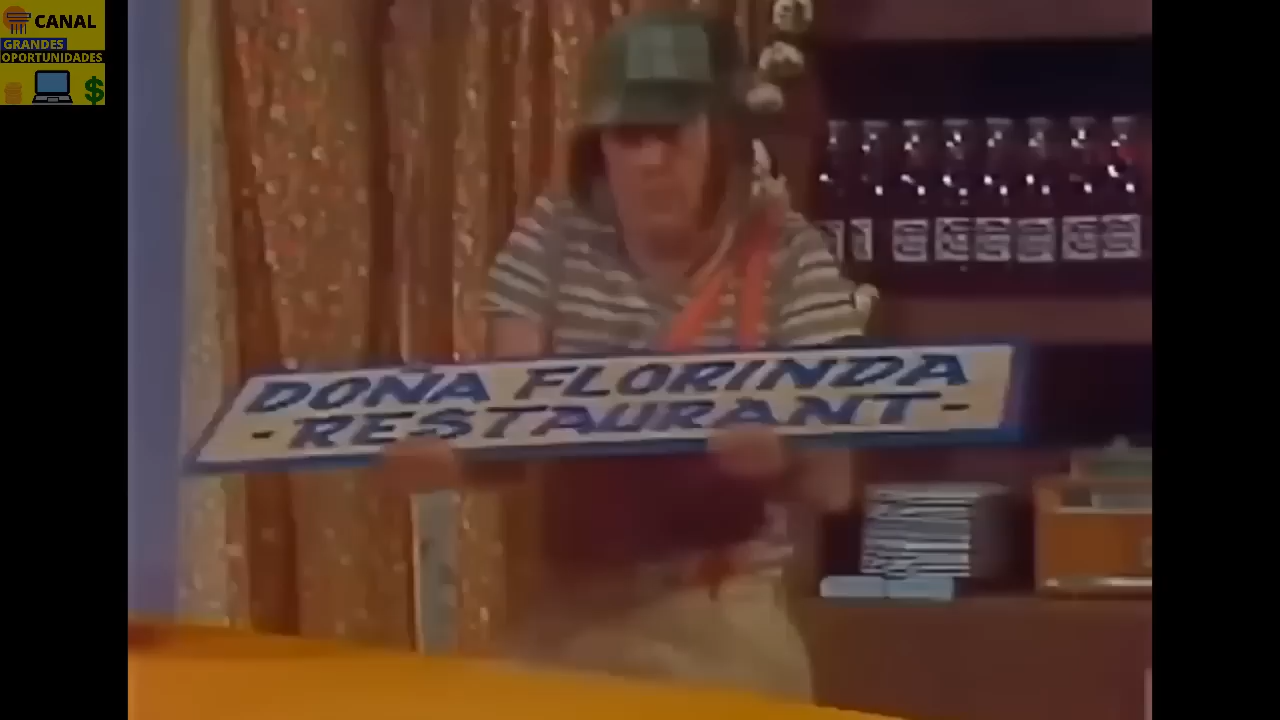 CANAL
GRANDES
OPORTUNIDADES
$
DOÑA FLORINDA
-RESTAURANT-